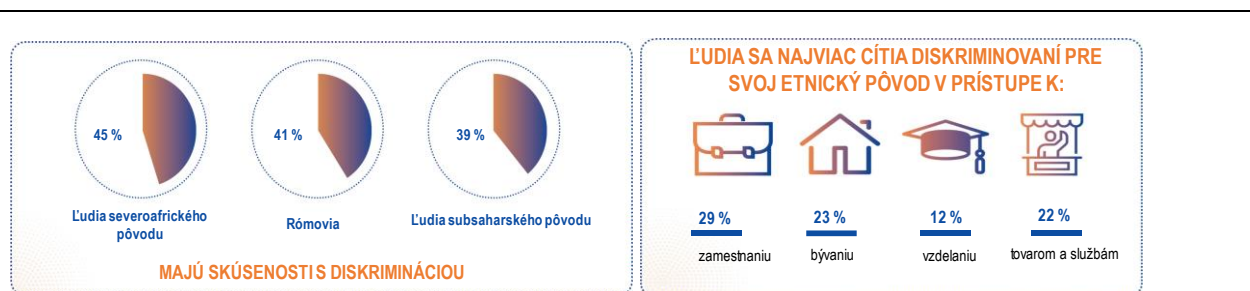 45 %
41 %
39 %
Ľudia severoafrického
pôvodu
Rómovia
Ľudia subsaharského pôvodu
MAJÚ SKÚSENOSTI S DISKRIMINÁCIOU
ĽUDIA SA NAJVIAC CÍTIA DISKRIMINOVANÍ PRE
SVOJ ETNICKÝ PÔVOD V PRÍSTUPE K:
29 %
23 %
12 %
22 %
zamestnaniu
bývaniu
vzdelaniu
tovarom a službám